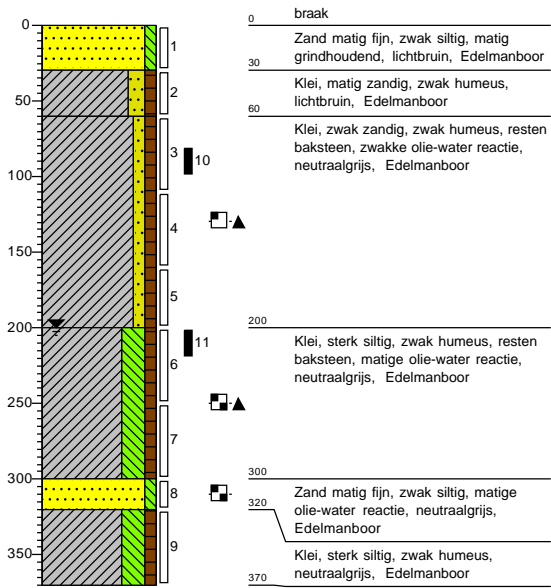 braak
0
0
Zand matig fijn, zwak siltig, matig
grindhoudend, lichtbruin, Edelmanboor
1
30
Klei, matig zandig, zwak humeus,
lichtbruin, Edelmanboor
2
50
60
Klei, zwak zandig, zwak humeus, resten
baksteen, zwakke olie-water reactie,
neutraalgrijs, Edelmanboor
3
10
100
4
150
5
200
200
Klei, sterk siltig, zwak humeus, resten
baksteen, matige olie-water reactie,
neutraalgrijs, Edelmanboor
11
6
250
7
300
300
Zand matig fijn, zwak siltig, matige
olie-water reactie, neutraalgrijs,
Edelmanboor
8
320
Klei, sterk siltig, zwak humeus,
neutraalgrijs, Edelmanboor
9
350
370